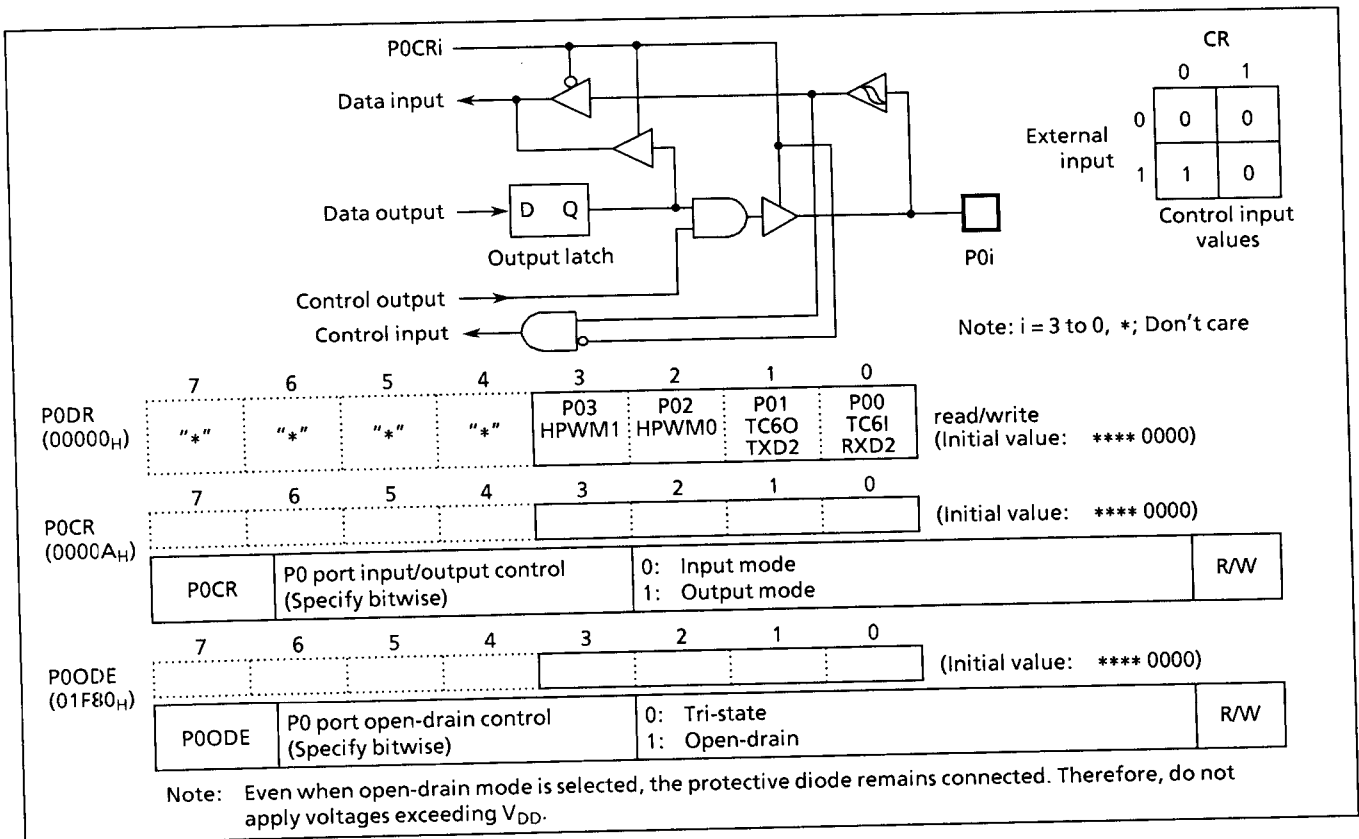 P0CRi
CR
0 1
Data input
0 0 0
External
input
1 1 0
Data output
D Q
Control input
values
Output latch
P0i
Control output
Control input
Note: i = 3 to 0, *; Don't care
7 6 5 4 3 2 1 0
P0DR
(00000H)
"*" "*" "*" "*"
P03
HPWM1
P02
HPWM0
P01
TC6O
TXD2
P00
TC6I
RXD2
read/write
(Initial value: **** 0000)
7 6 5 4 3 2 1 0
P0CR
(0000AH)
(Initial value: **** 0000)
P0CR
P0 port input/output control
(Specify bitwise)
0: Input mode
1: Output mode
R/W
7 6 5 4 3 2 1 0
P0ODE
(01F80H)
(Initial value: **** 0000)
P0ODE
P0 port open-drain control
(Specify bitwise)
0: Tri-state
1: Open-drain
R/W
Note: Even when open-drain mode is selected, the protective diode remains connected. Therefore, do not
apply voltages exceeding VDD.